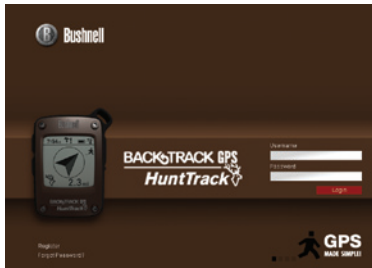 Bushnell
BACKTRACK GPS
HuntTrack
Username
Password
Login
Register
Forgot Password?
GPS
MADE SIMPLE!